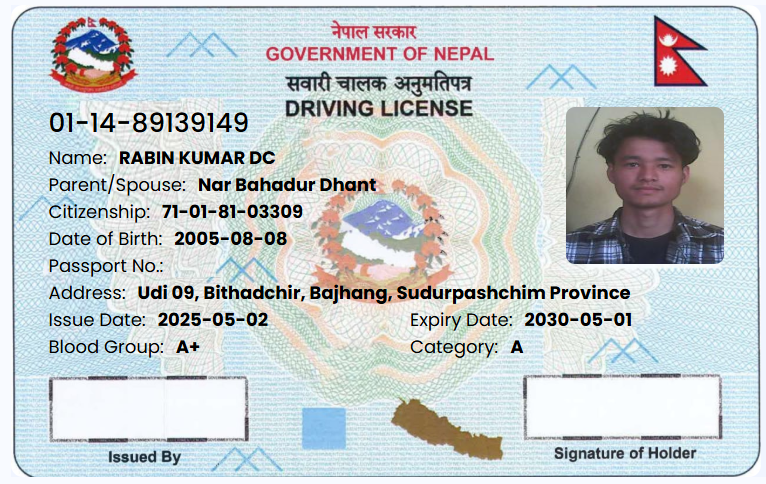 नेपाल सरकार
GOVERNMENT OF NEPAL
सवारी चालक अनुमतिपत्र
DRIVING LICENSE
01-14-89139149
Name: RABIN KUMAR DC
Parent/Spouse: Nar Bahadur Dhant
Citizenship: 71-01-81-03309
Date of Birth: 2005-08-08
Passport No.:
Address: Udi 09, Bithadchir, Bajhang, Sudurpashchim Province
Issue Date: 2025-05-02 Expiry Date: 2030-05-01
Blood Group: A+ Category: A
Issued By Signature of Holder